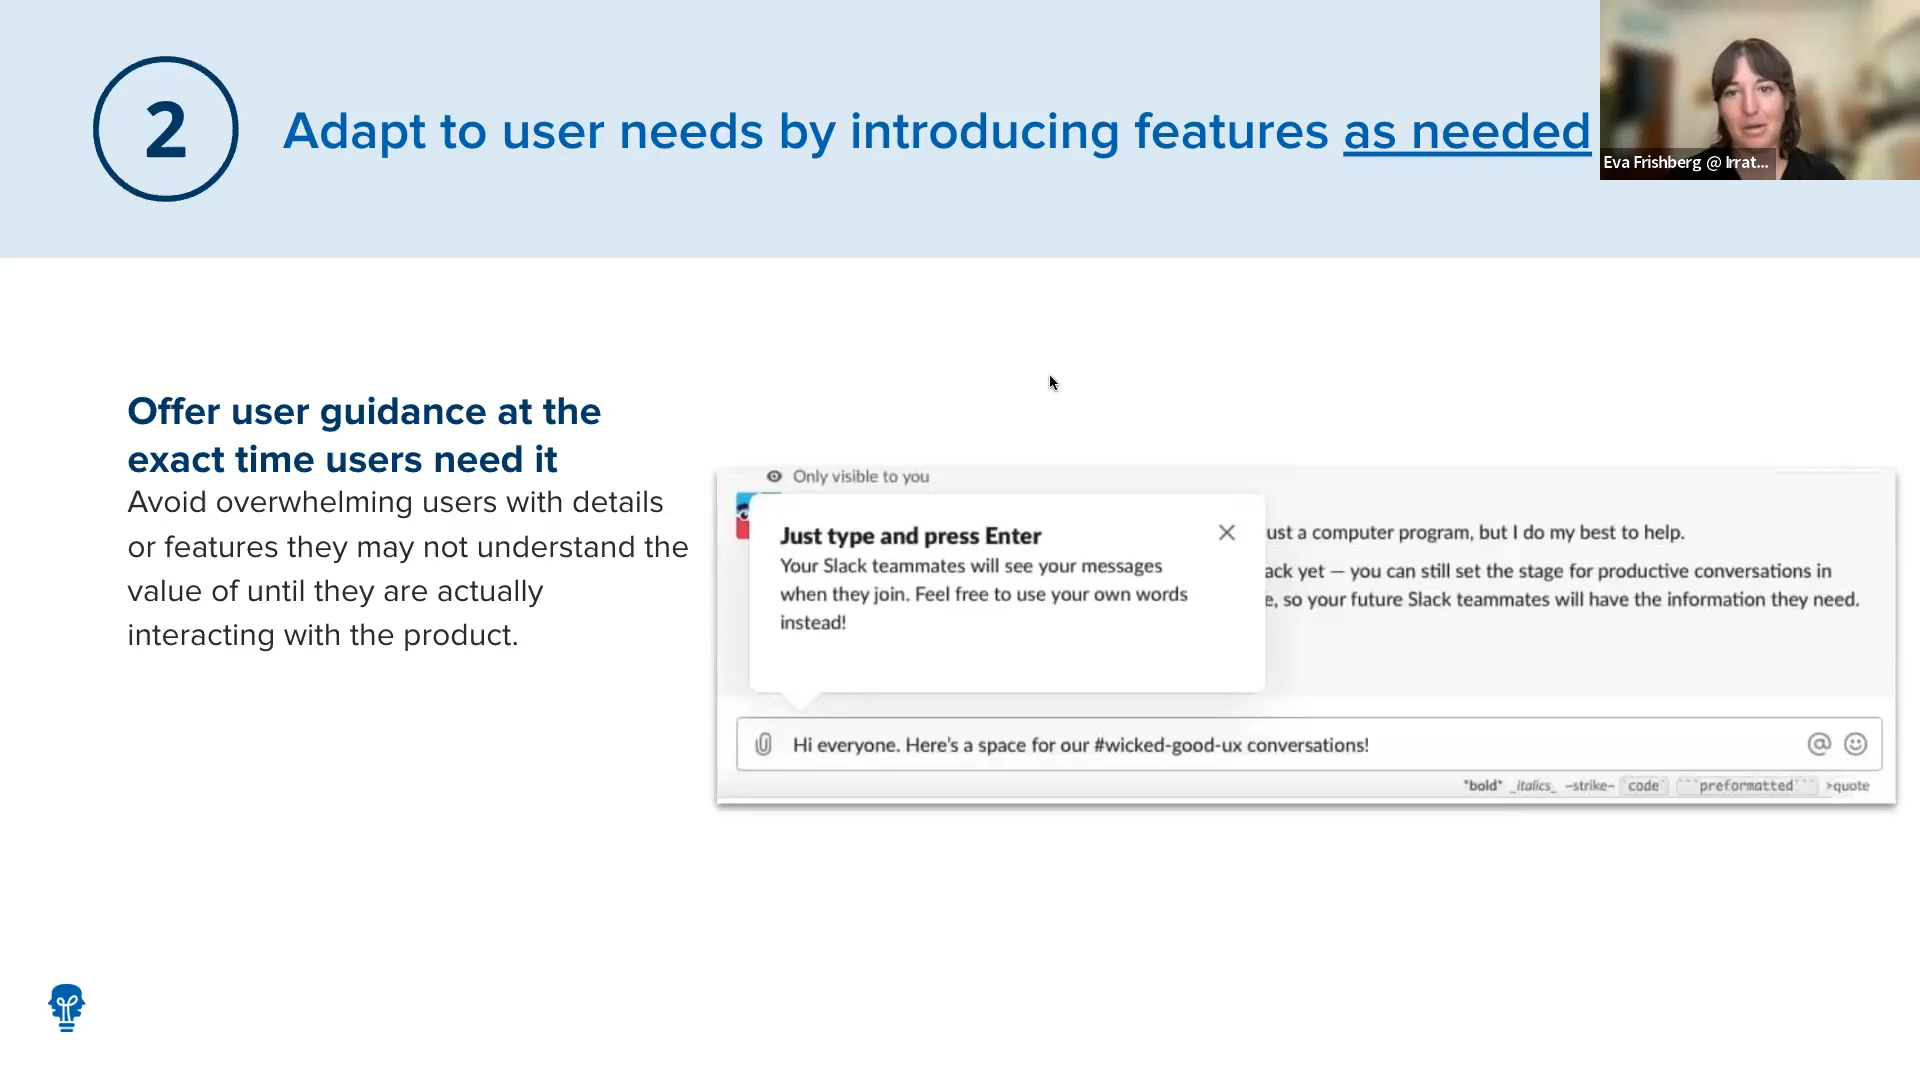 2
Adapt to user needs by introducing features as needed
Eva Frishberg @ Irrat...
Offer user guidance at the
exact time users need it
Avoid overwhelming users with details
or features they may not understand the
value of until they are actually
interacting with the product.
Only visible to you
Just type and press Enter
Your Slack teammates will see your messages
when they join. Feel free to use your own words
instead!
ust a computer program, but I do my best to help.
ack yet — you can still set the stage for productive conversations in
e, so your future Slack teammates will have the information they need.
Hi everyone. Here's a space for our #wicked-good-ux conversations!
*bold* _italics_ ~strike~ `code` ```preformatted``` >quote